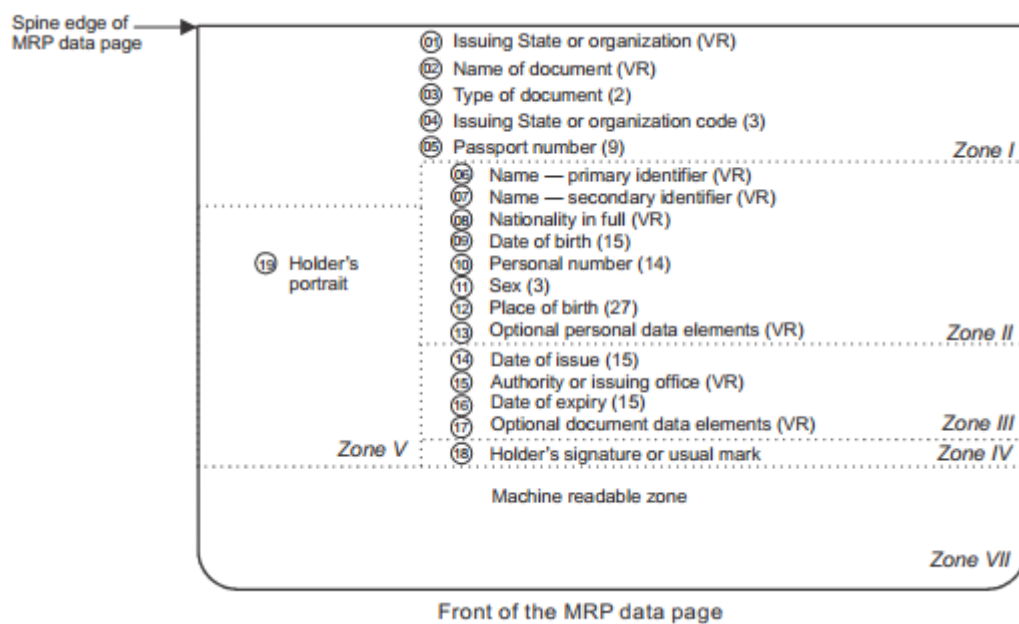 Spine edge of
MRP data page
01 Issuing State or organization (VR)
02 Name of document (VR)
03 Type of document (2)
04 Issuing State or organization code (3)
05 Passport number (9)
Zone I
06 Name — primary identifier (VR)
07 Name — secondary identifier (VR)
08 Nationality in full (VR)
09 Date of birth (15)
10 Personal number (14)
11 Sex (3)
12 Place of birth (27)
13 Optional personal data elements (VR)
Zone II
19 Holder's
portrait
14 Date of issue (15)
15 Authority or issuing office (VR)
16 Date of expiry (15)
17 Optional document data elements (VR)
Zone III
Zone V
18 Holder's signature or usual mark
Zone IV
Machine readable zone
Zone VII
Front of the MRP data page